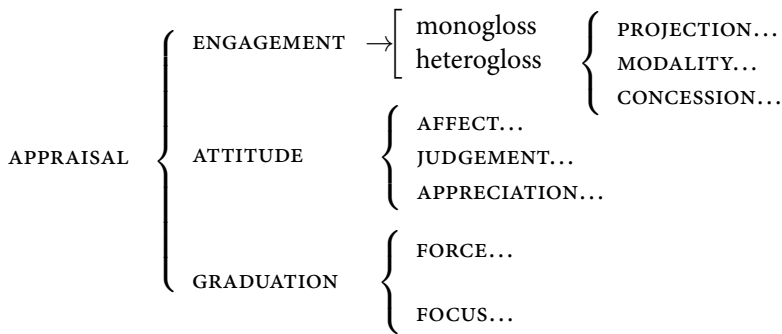 APPRAISAL
ENGAGEMENT → monogloss
heterogloss
PROJECTION...
MODALITY...
CONCESSION...
ATTITUDE
AFFECT...
JUDGEMENT...
APPRECIATION...
GRADUATION
FORCE...
FOCUS...